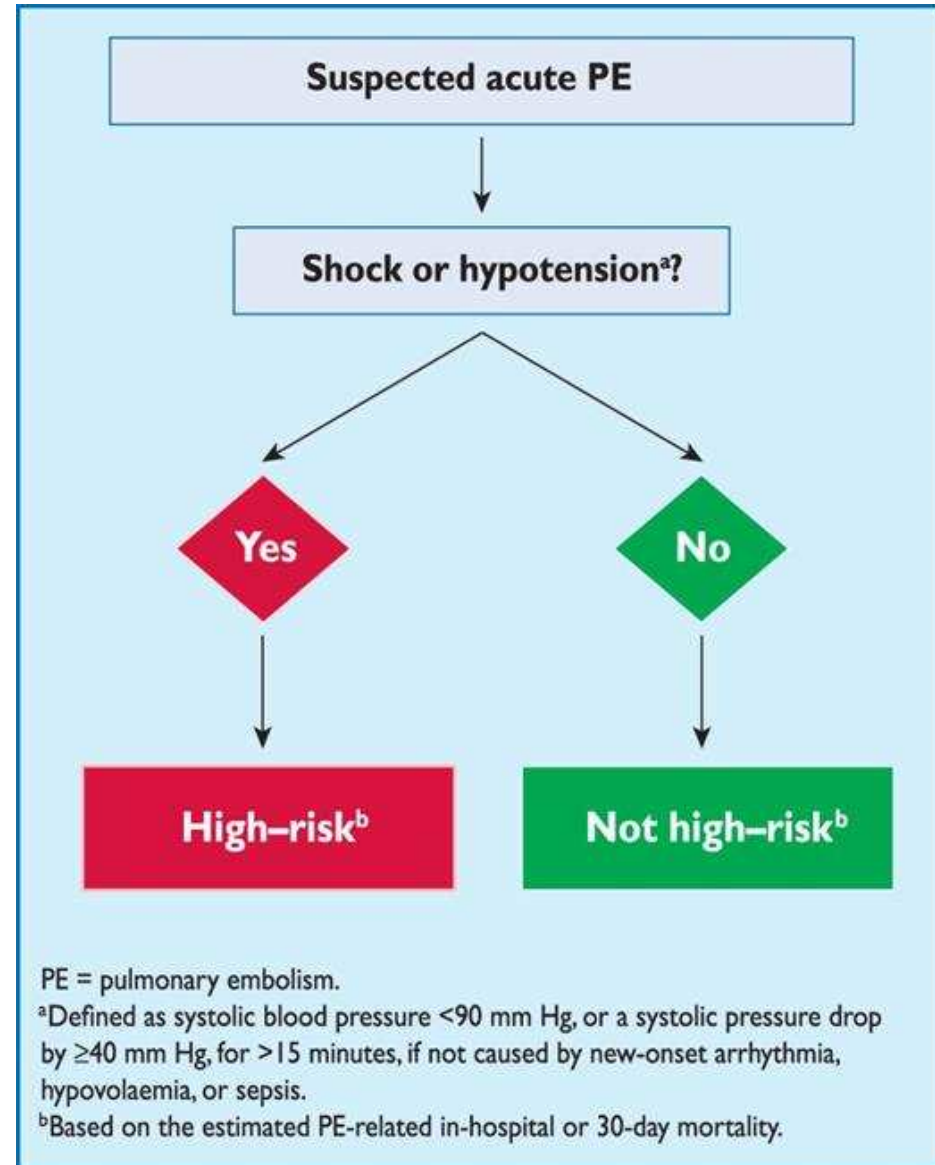 Suspected acute PE
Shock or hypotensionᵃ?
Yes
No
High–riskᵇ
Not high–riskᵇ
PE = pulmonary embolism.
ᵃDefined as systolic blood pressure <90 mm Hg, or a systolic pressure drop
by ≥40 mm Hg, for >15 minutes, if not caused by new-onset arrhythmia,
hypovolaemia, or sepsis.
ᵇBased on the estimated PE-related in-hospital or 30-day mortality.